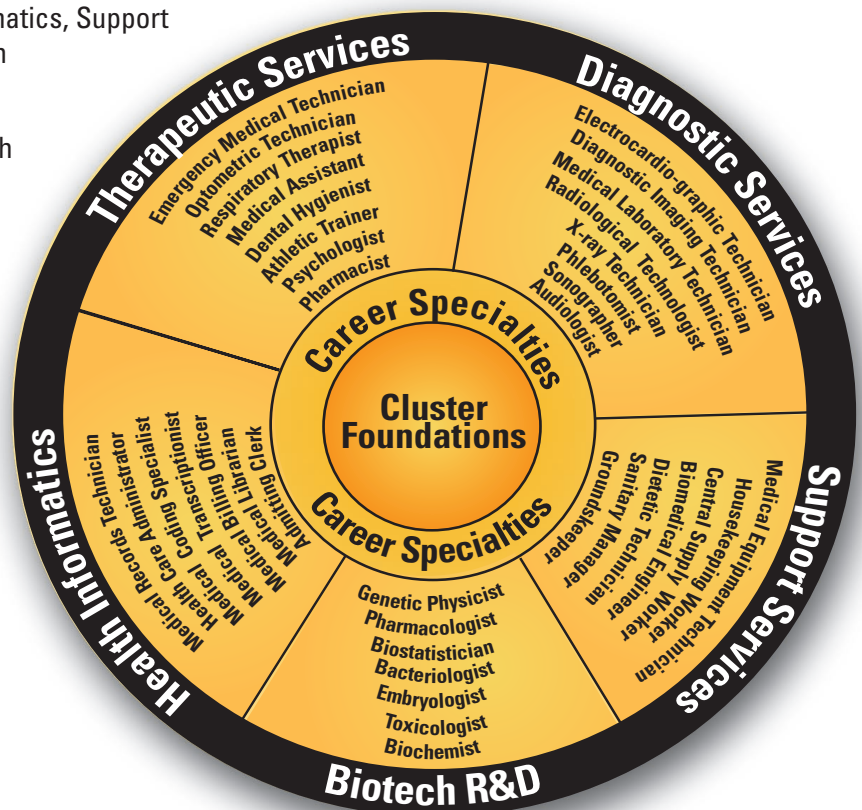 matics, Support
n
h
Therapeutic Services
Emergency Medical Technician
Optometric Technician
Respiratory Therapist
Medical Assistant
Dental Hygienist
Athletic Trainer
Psychologist
Pharmacist
Diagnostic Services
Electrocardio-graphic Technician
Diagnostic Imaging Technician
Medical Laboratory Technician
Radiological Technologist
X-ray Technician
Phlebotomist
Sonographer
Audiologist
Career Specialties
Cluster
Foundations
Career Specialties
Health Informatics
Medical Records Technician
Health Care Administrator
Medical Coding Specialist
Medical Transcriptionist
Medical Billing Officer
Medical Librarian
Admitting Clerk
Support Services
Medical Equipment Technician
Housekeeping Worker
Central Supply Worker
Biomedical Engineer
Dietetic Technician
Sanitary Manager
Groundskeeper
Genetic Physicist
Pharmacologist
Biostatistician
Bacteriologist
Embryologist
Toxicologist
Biochemist
Biotech R&D